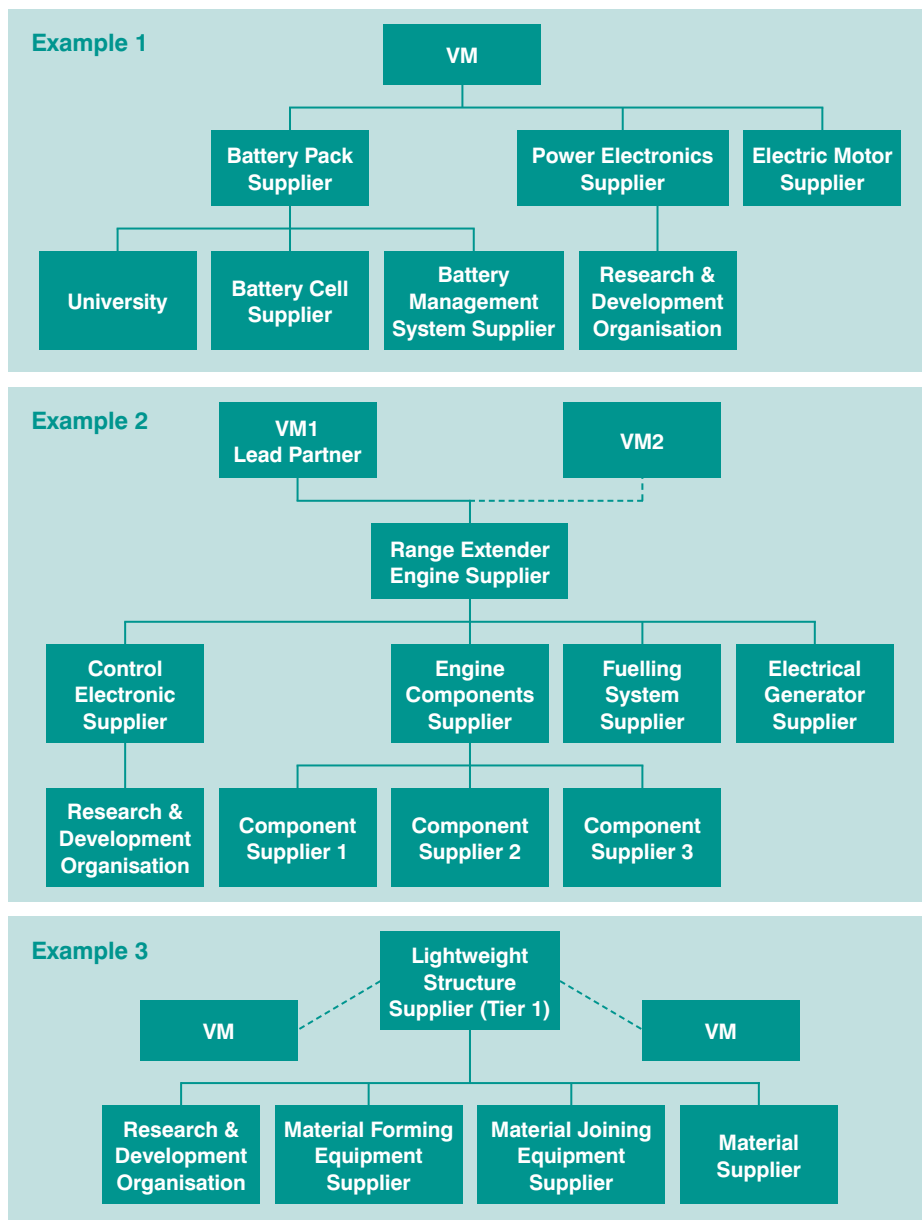 Example 1
VM
Battery Pack
Supplier
Power Electronics
Supplier
Electric Motor
Supplier
University
Battery Cell
Supplier
Battery
Management
System Supplier
Research &
Development
Organisation
Example 2
VM1
Lead Partner
VM2
Range Extender
Engine Supplier
Control
Electronic
Supplier
Engine
Components
Supplier
Fuelling
System
Supplier
Electrical
Generator
Supplier
Research &
Development
Organisation
Component
Supplier 1
Component
Supplier 2
Component
Supplier 3
Example 3
Lightweight
Structure
Supplier (Tier 1)
VM
VM
Research &
Development
Organisation
Material Forming
Equipment
Supplier
Material Joining
Equipment
Supplier
Material
Supplier